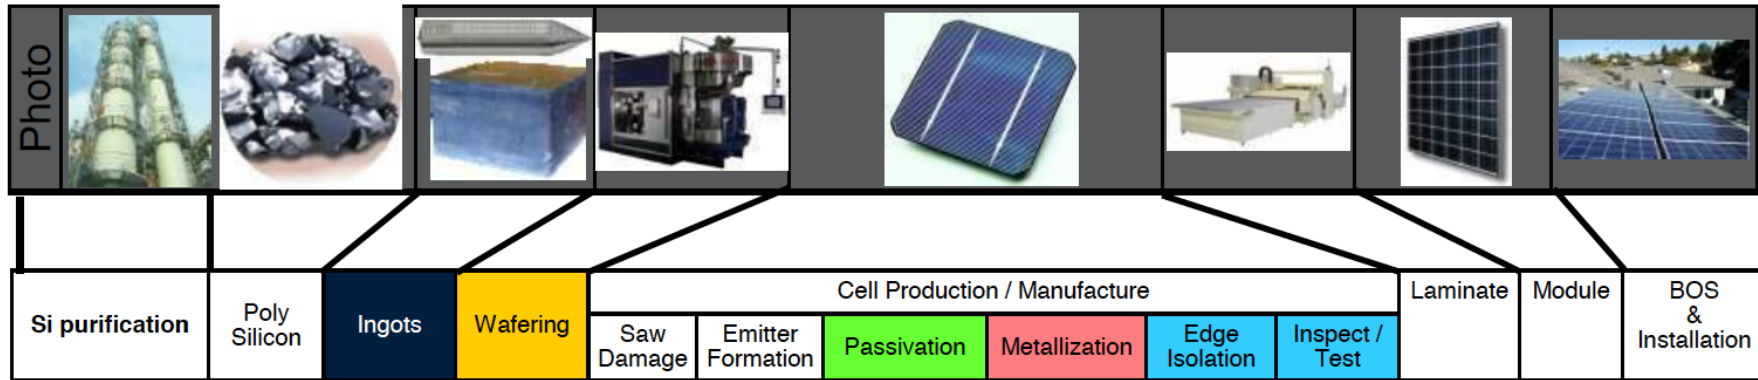 Photo
Si purification
Poly
Silicon
Ingots
Wafering
Cell Production / Manufacture
Saw
Damage
Emitter
Formation
Passivation
Metallization
Edge
Isolation
Inspect /
Test
Laminate
Module
BOS
&
Installation